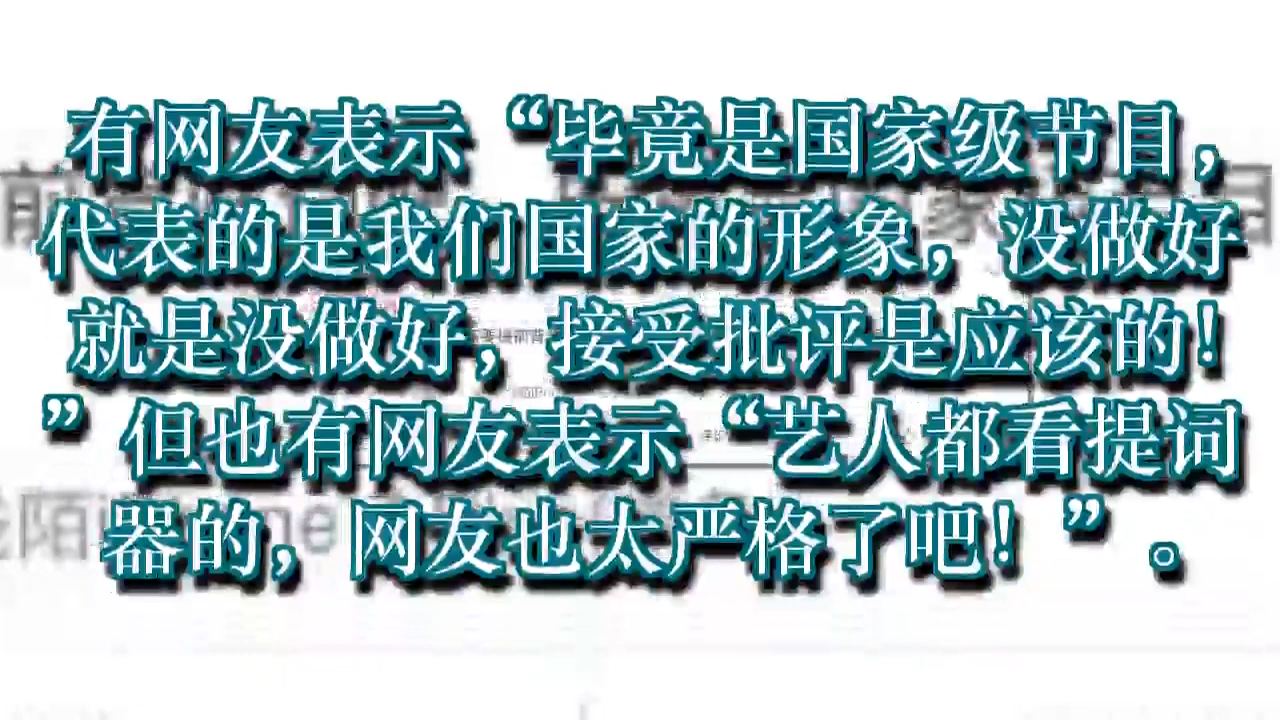 有网友表示“毕竟是国家级节目，
代表的是我们国家的形象，没做好
就是没做好，接受批评是应该的！
”但也有网友表示“艺人都看提词
器的，网友也太严格了吧！”。